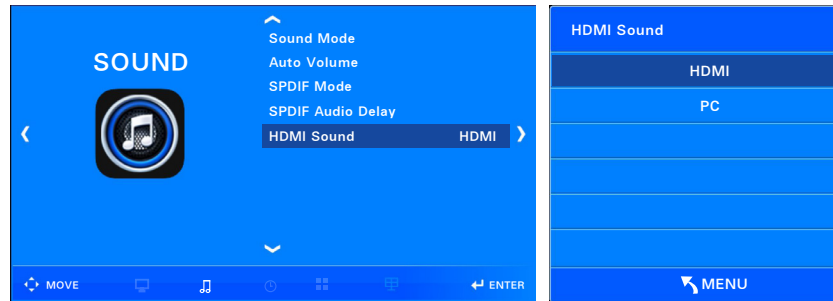 SOUND
Sound Mode
Auto Volume
SPDIF Mode
SPDIF Audio Delay
HDMI Sound HDMI
MOVE
ENTER
HDMI Sound
HDMI
PC
MENU